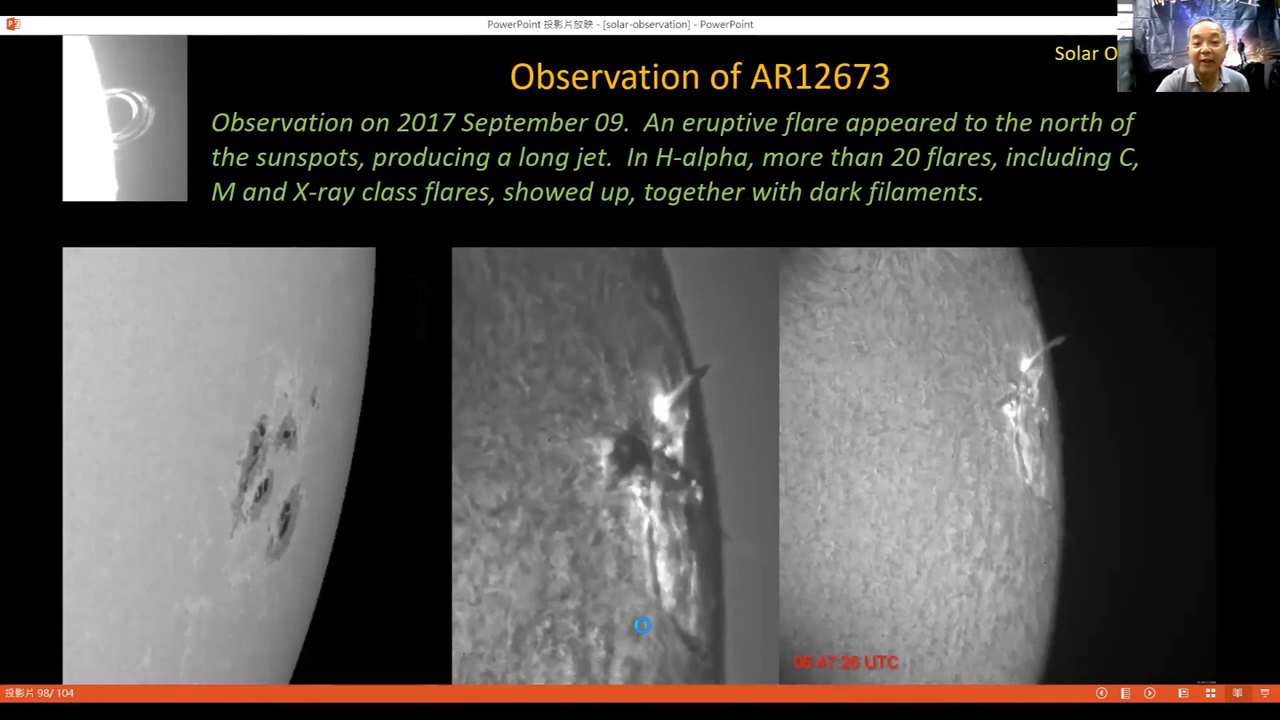 PowerPoint 投影片放映 - [solar-observation] - PowerPoint
Solar O
Observation of AR12673
Observation on 2017 September 09. An eruptive flare appeared to the north of
the sunspots, producing a long jet. In H-alpha, more than 20 flares, including C,
M and X-ray class flares, showed up, together with dark filaments.
06:47:26 UTC
投影片 98/ 104